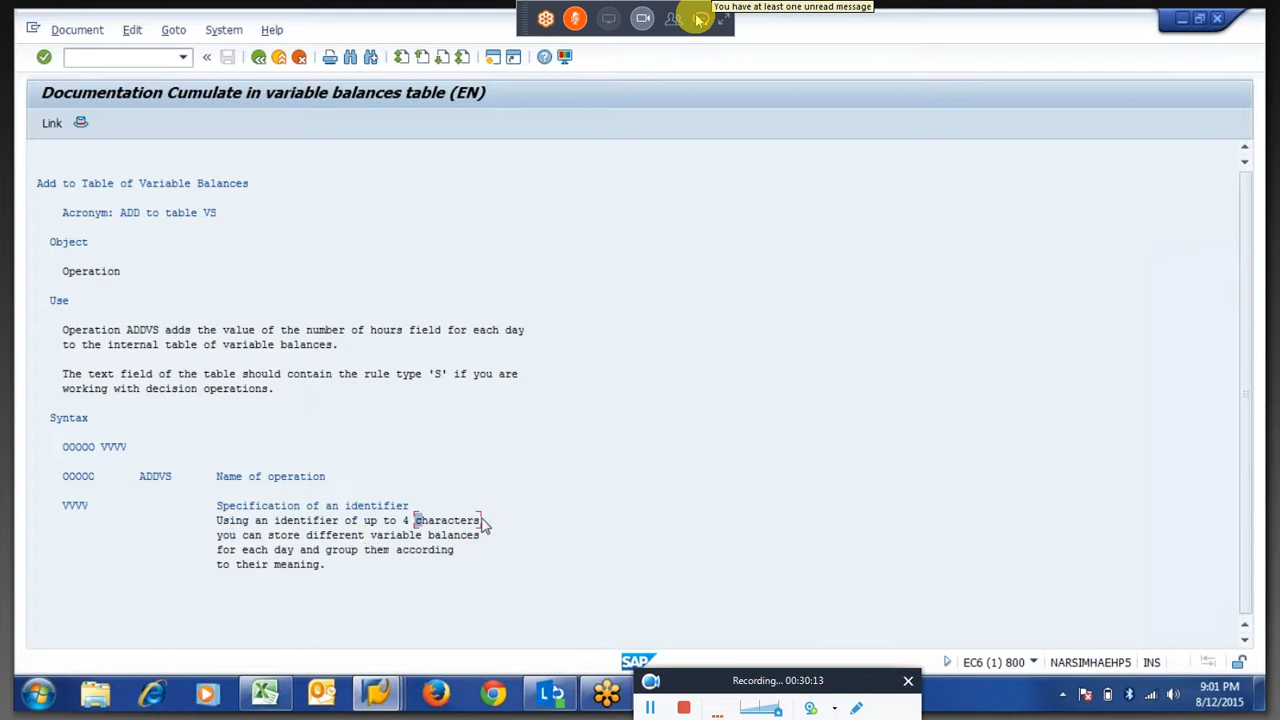 You have at least one unread message
Document Edit Goto System Help
Documentation Cumulate in variable balances table (EN)
Link
Add to Table of Variable Balances
Acronym: ADD to table VS
Object
Operation
Use
Operation ADDVS adds the value of the number of hours field for each day
to the internal table of variable balances.
The text field of the table should contain the rule type 'S' if you are
working with decision operations.
Syntax
OOOOO VVVV
OOOOO ADDVS Name of operation
VVVV Specification of an identifier
Using an identifier of up to 4 characters
you can store different variable balances
for each day and group them according
to their meaning.
SAP
EC6 (1) 800 NARSIMHAEHP5 INS
Recording... 00:30:13
9:01 PM
8/12/2015